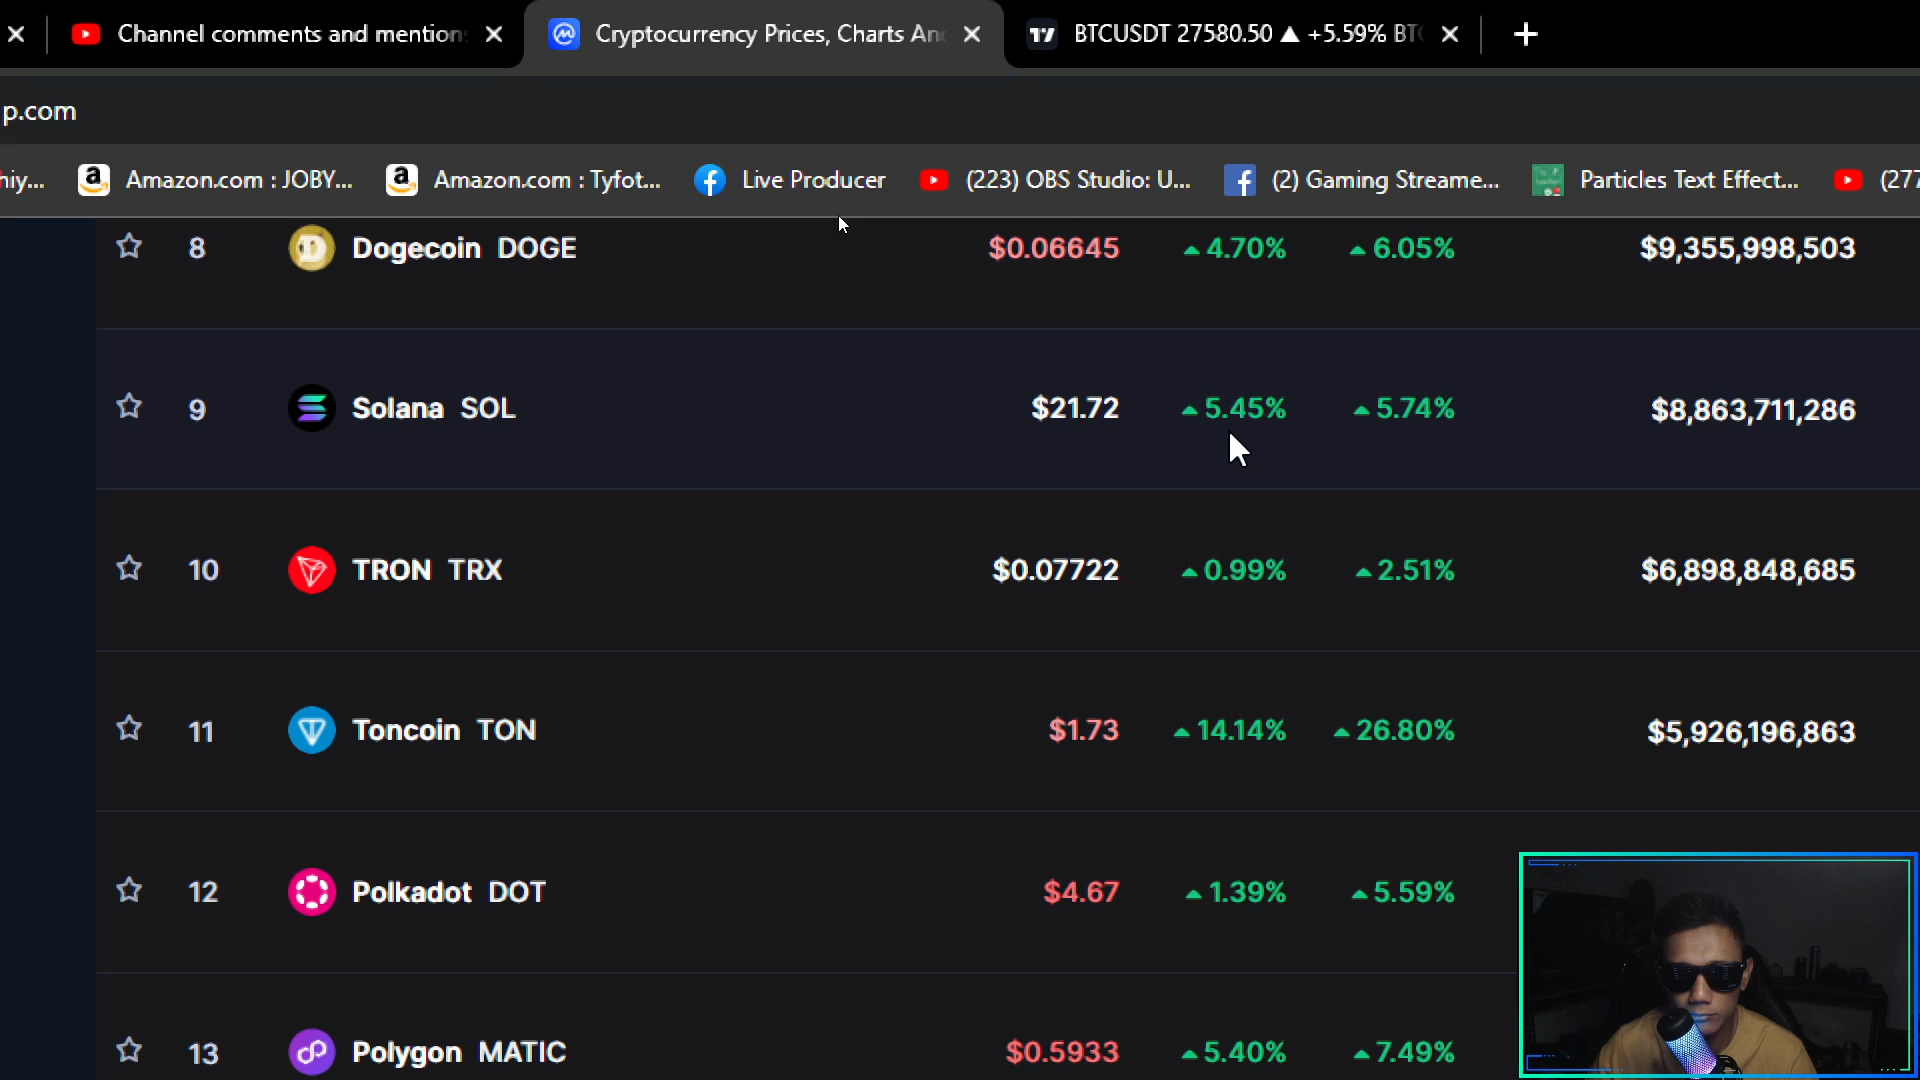 Channel comments and mention
Cryptocurrency Prices, Charts An
BTCUSDT 27580.50 ▲ +5.59% BT
p.com
hiy...
Amazon.com : JOBY...
Amazon.com : Tyfot...
Live Producer
(223) OBS Studio: U...
(2) Gaming Streame...
Particles Text Effect...
(277
8 Dogecoin DOGE $0.06645 4.70% 6.05% $9,355,998,503
9 Solana SOL $21.72 5.45% 5.74% $8,863,711,286
10 TRON TRX $0.07722 0.99% 2.51% $6,898,848,685
11 Toncoin TON $1.73 14.14% 26.80% $5,926,196,863
12 Polkadot DOT $4.67 1.39% 5.59%
13 Polygon MATIC $0.5933 5.40% 7.49%